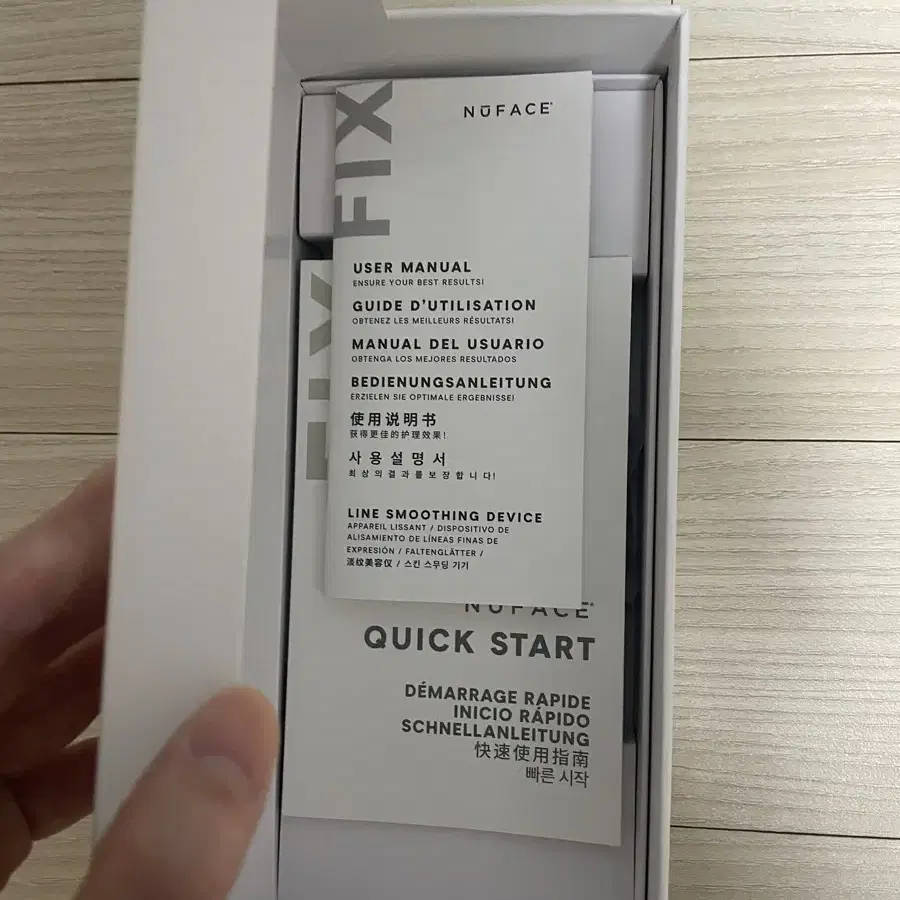 FIX
NŪFACE®
USER MANUAL
ENSURE YOUR BEST RESULTS!
GUIDE D'UTILISATION
OBTENEZ LES MEILLEURS RÉSULTATS!
MANUAL DEL USUARIO
OBTENGA LOS MEJORES RESULTADOS
BEDIENUNGSANLEITUNG
ERZIELEN SIE OPTIMALE ERGEBNISSE!
使用说明书
获得更佳的护理效果!
사용설명서
최상의결과를보장합니다!
LINE SMOOTHING DEVICE
APPAREIL LISSANT / DISPOSITIVO DE
ALISAMIENTO DE LÍNEAS FINAS DE
EXPRESIÓN / FALTENGLÄTTER /
淡纹美容仪 / 스킨 스무딩 기기
FIX
NŪFACE®
QUICK START
DÉMARRAGE RAPIDE
INICIO RÁPIDO
SCHNELLANLEITUNG
快速使用指南
빠른 시작